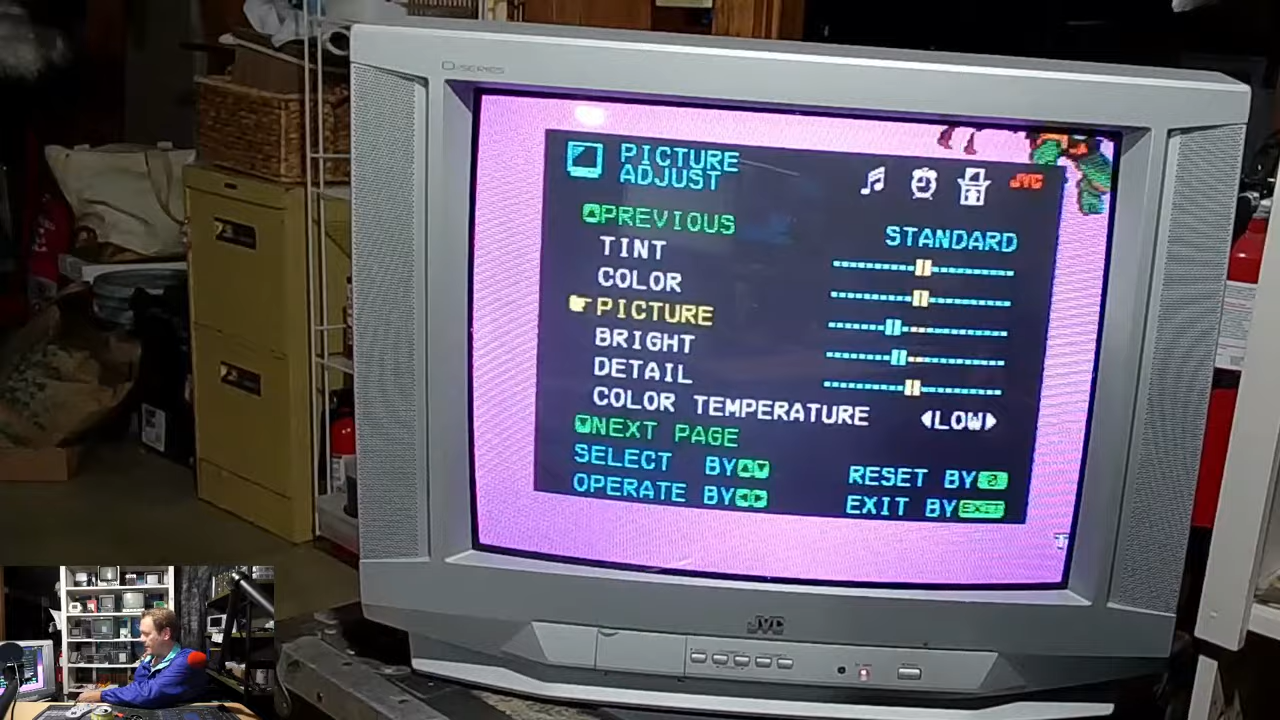 D-SERIES
PICTURE
ADJUST
JVC
PREVIOUS
STANDARD
TINT
COLOR
PICTURE
BRIGHT
DETAIL
COLOR TEMPERATURE LOW
NEXT PAGE
SELECT BY
RESET BY
OPERATE BY
EXIT BY EXIT
JVC